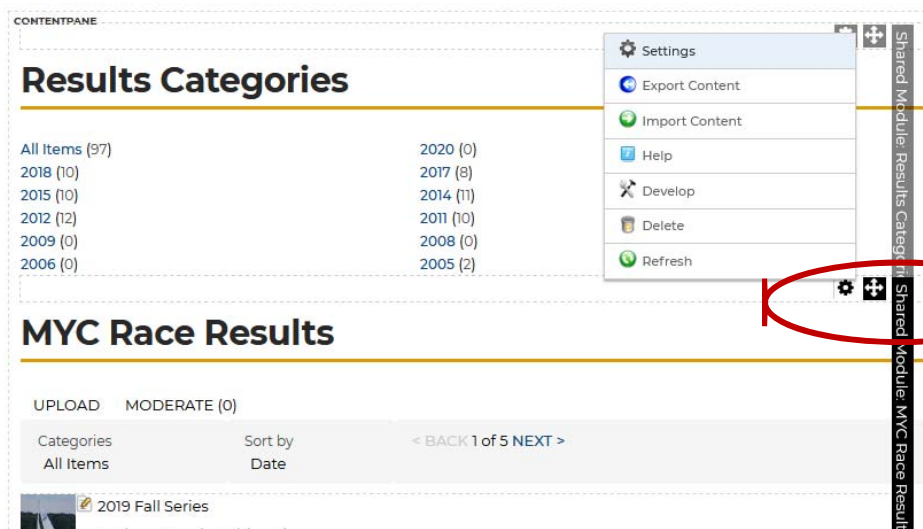 CONTENTPANE
Results Categories
All Items (97)
2020 (0)
2018 (10)
2017 (8)
2015 (10)
2014 (11)
2012 (12)
2011 (10)
2009 (0)
2008 (0)
2006 (0)
2005 (2)
Settings
Export Content
Import Content
Help
Develop
Delete
Refresh
Shared Module: Results Categori
MYC Race Results
UPLOAD MODERATE (0)
Categories
All Items
Sort by
Date
< BACK 1 of 5 NEXT >
2019 Fall Series
Shared Module: MYC Race Result